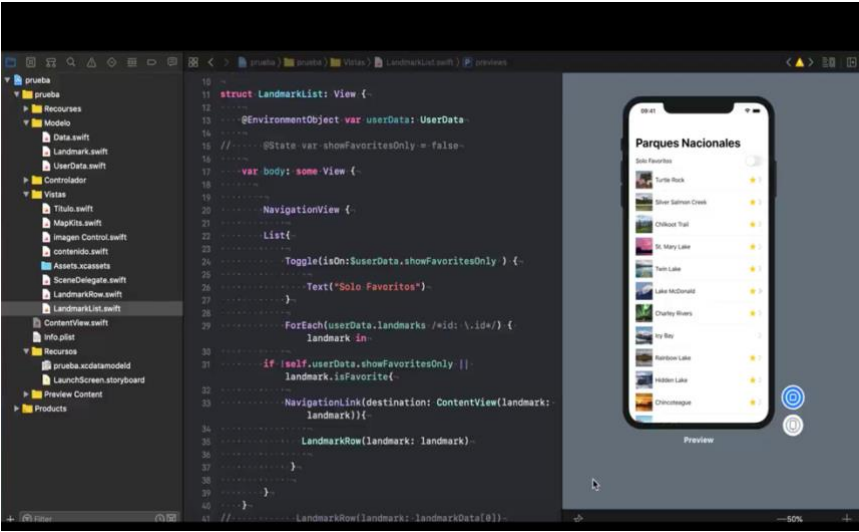 prueba > prueba > Vistas > LandmarkList.swift > P previews
prueba
prueba
Recourses
Modelo
Data.swift
Landmark.swift
UserData.swift
Controlador
Vistas
Titulo.swift
MapKits.swift
Imagen Control.swift
contenido.swift
Assets.xcassets
SceneDelegate.swift
LandmarkRow.swift
LandmarkList.swift
ContentView.swift
Info.plist
Recursos
prueba.xcdatamodeld
LaunchScreen.storyboard
Preview Content
Products
Filter
10
11 struct LandmarkList: View {
12
13 @EnvironmentObject var userData: UserData
14
15 // @State var showFavoritesOnly = false
16
17 var body: some View {
18
19
20 NavigationView {
21
22 List{
23
24 Toggle(isOn:$userData.showFavoritesOnly ) {
25
26 Text("Solo Favoritos")
27 }
28
29 ForEach(userData.landmarks /*id: \.id*/) {
landmark in
30
31 if !self.userData.showFavoritesOnly ||
landmark.isFavorite{
32
33 NavigationLink(destination: ContentView(landmark:
landmark)){
34
35 LandmarkRow(landmark: landmark)
36
37 }
38
39 }
40 }
41 // LandmarkRow(landmark: landmarkData[0])
09:41
Parques Nacionales
Solo Favoritos
Turtle Rock
Silver Salmon Creek
Chilkoot Trail
St. Mary Lake
Twin Lake
Lake McDonald
Charley Rivers
Icy Bay
Rainbow Lake
Hidden Lake
Chincoteague
Preview
50%